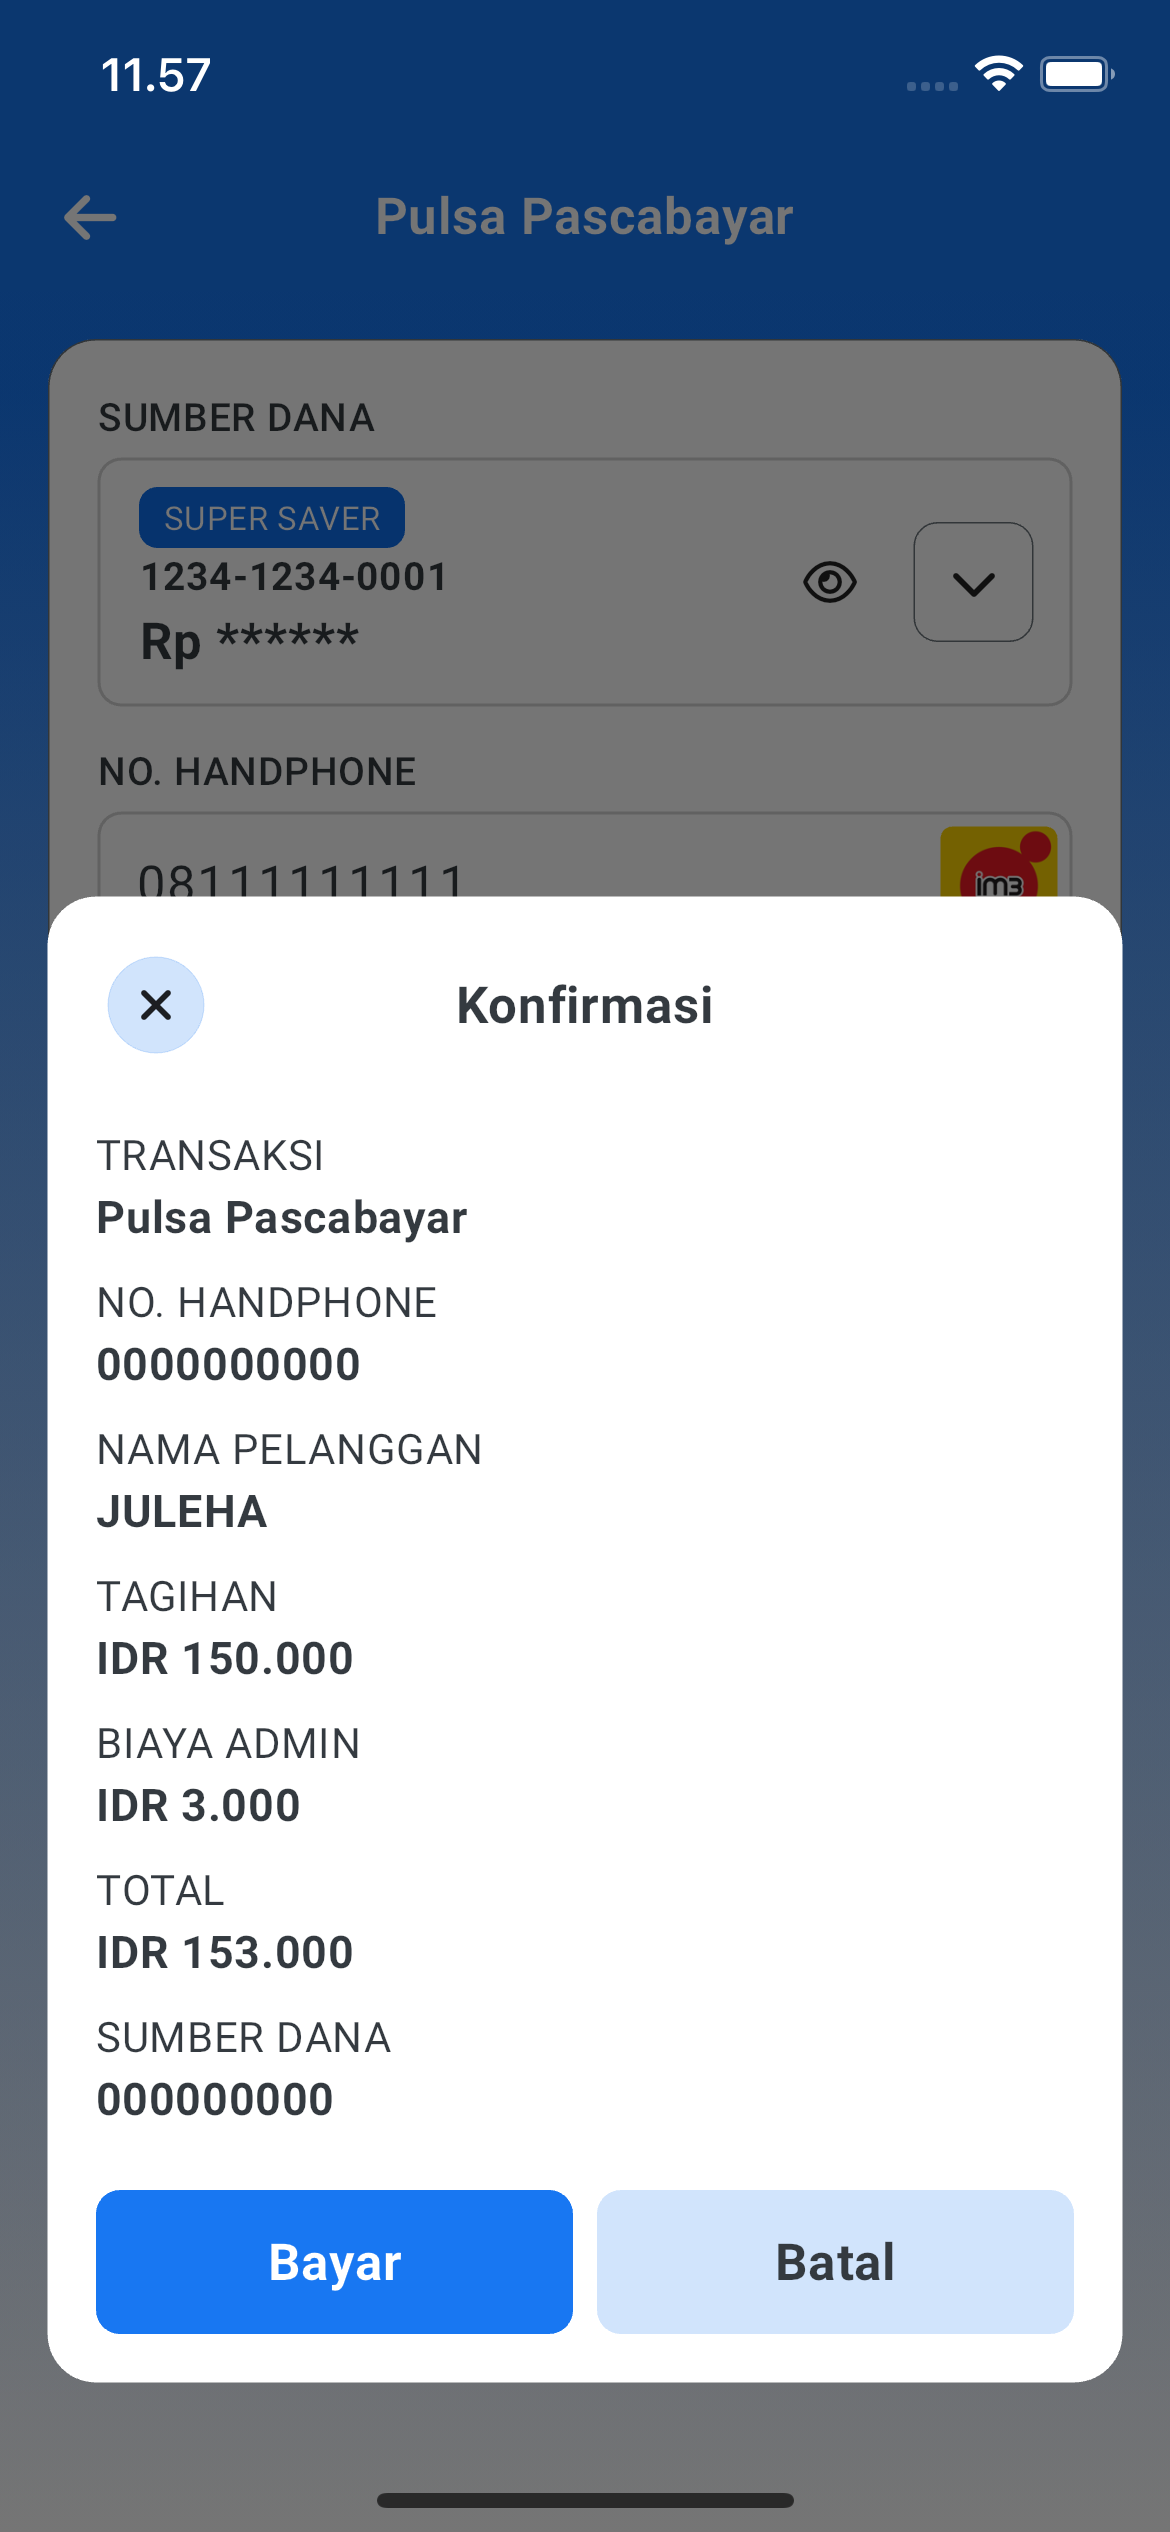 11.57
Pulsa Pascabayar
SUMBER DANA
SUPER SAVER
1234-1234-0001
Rp ******
NO. HANDPHONE
08111111111
im3
Konfirmasi
TRANSAKSI
Pulsa Pascabayar
NO. HANDPHONE
0000000000
NAMA PELANGGAN
JULEHA
TAGIHAN
IDR 150.000
BIAYA ADMIN
IDR 3.000
TOTAL
IDR 153.000
SUMBER DANA
000000000
Bayar
Batal